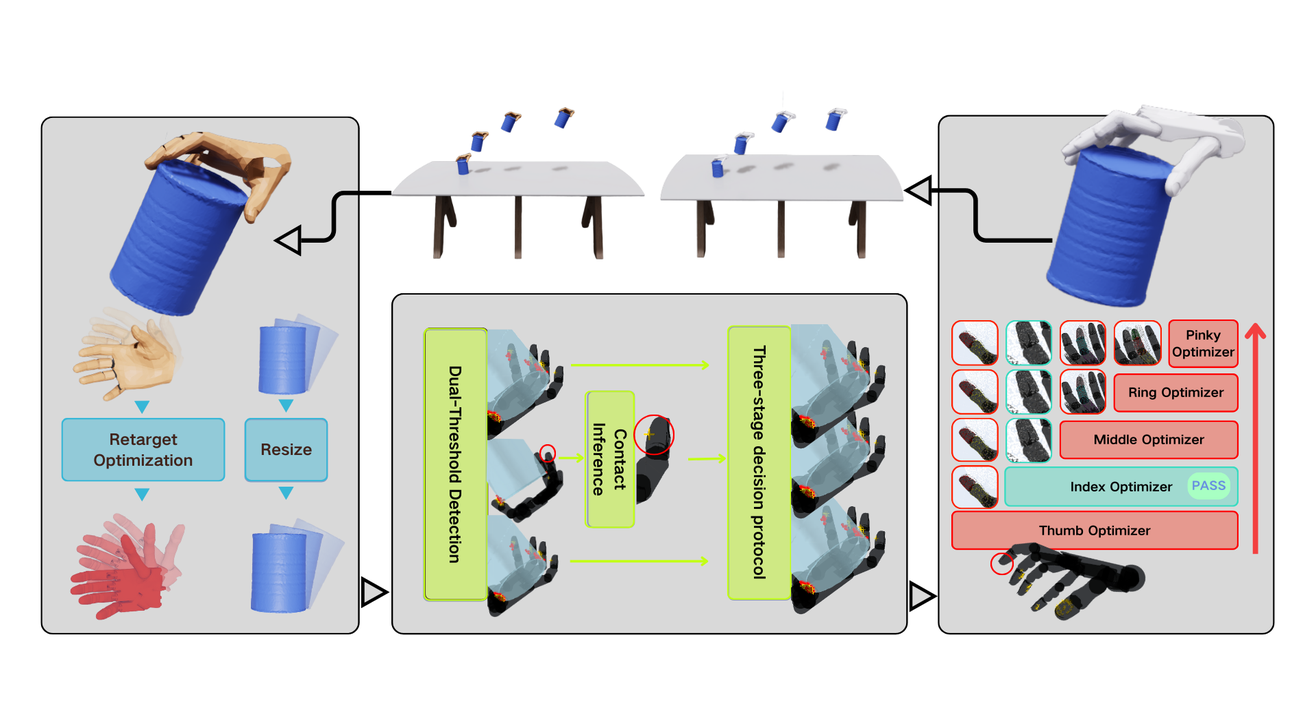 Retarget
Optimization
Resize
Dual-Threshold Detection
Contact
Inference
Three-stage decision protocol
Pinky
Optimizer
Ring Optimizer
Middle Optimizer
Index Optimizer
PASS
Thumb Optimizer